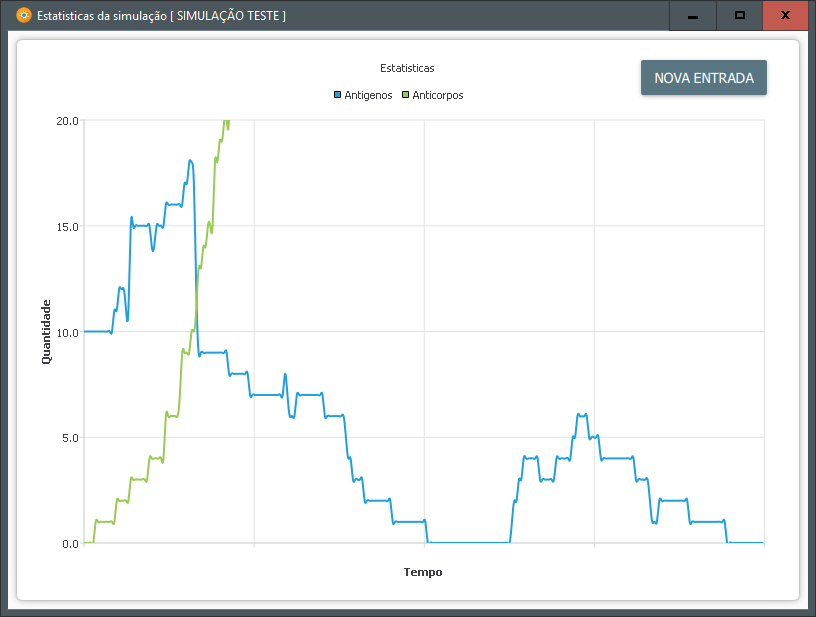 Estatisticas da simulação [ SIMULAÇÃO TESTE ]
Estatisticas
NOVA ENTRADA
Antigenos Anticorpos
20.0
15.0
10.0
5.0
0.0
Quantidade
Tempo